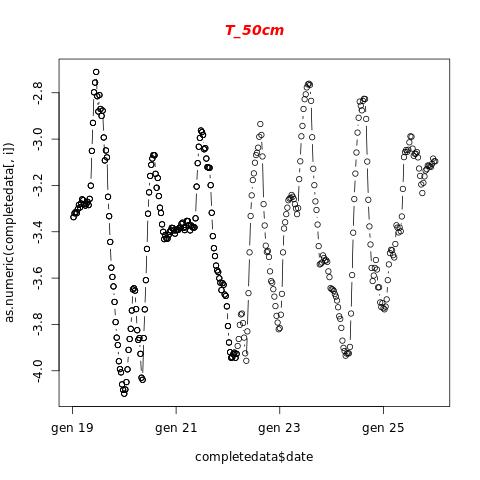 T_50cm
as.numeric(completedata[, i])
-2.8
-3.0
-3.2
-3.4
-3.6
-3.8
-4.0
gen 19
gen 21
gen 23
gen 25
completedata$date